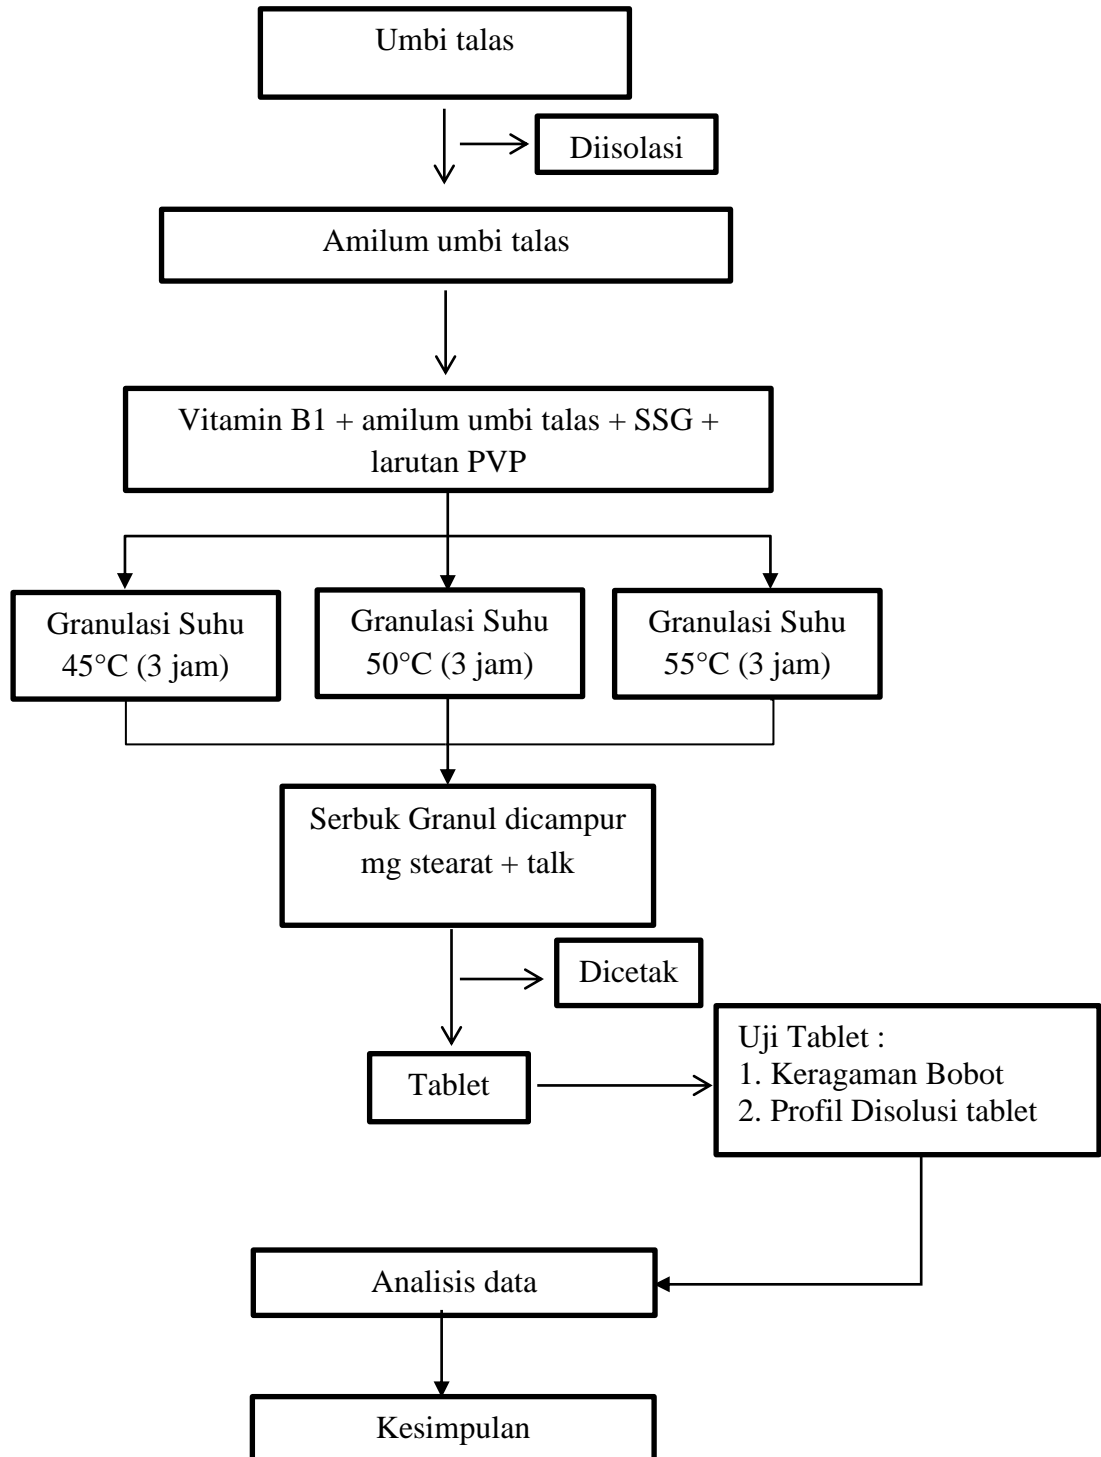 Umbi talas
Diisolasi
Amilum umbi talas
Vitamin B1 + amilum umbi talas + SSG +
larutan PVP
Granulasi Suhu
45°C (3 jam)
Granulasi Suhu
50°C (3 jam)
Granulasi Suhu
55°C (3 jam)
Serbuk Granul dicampur
mg stearat + talk
Dicetak
Tablet
Uji Tablet :
1. Keragaman Bobot
2. Profil Disolusi tablet
Analisis data
Kesimpulan